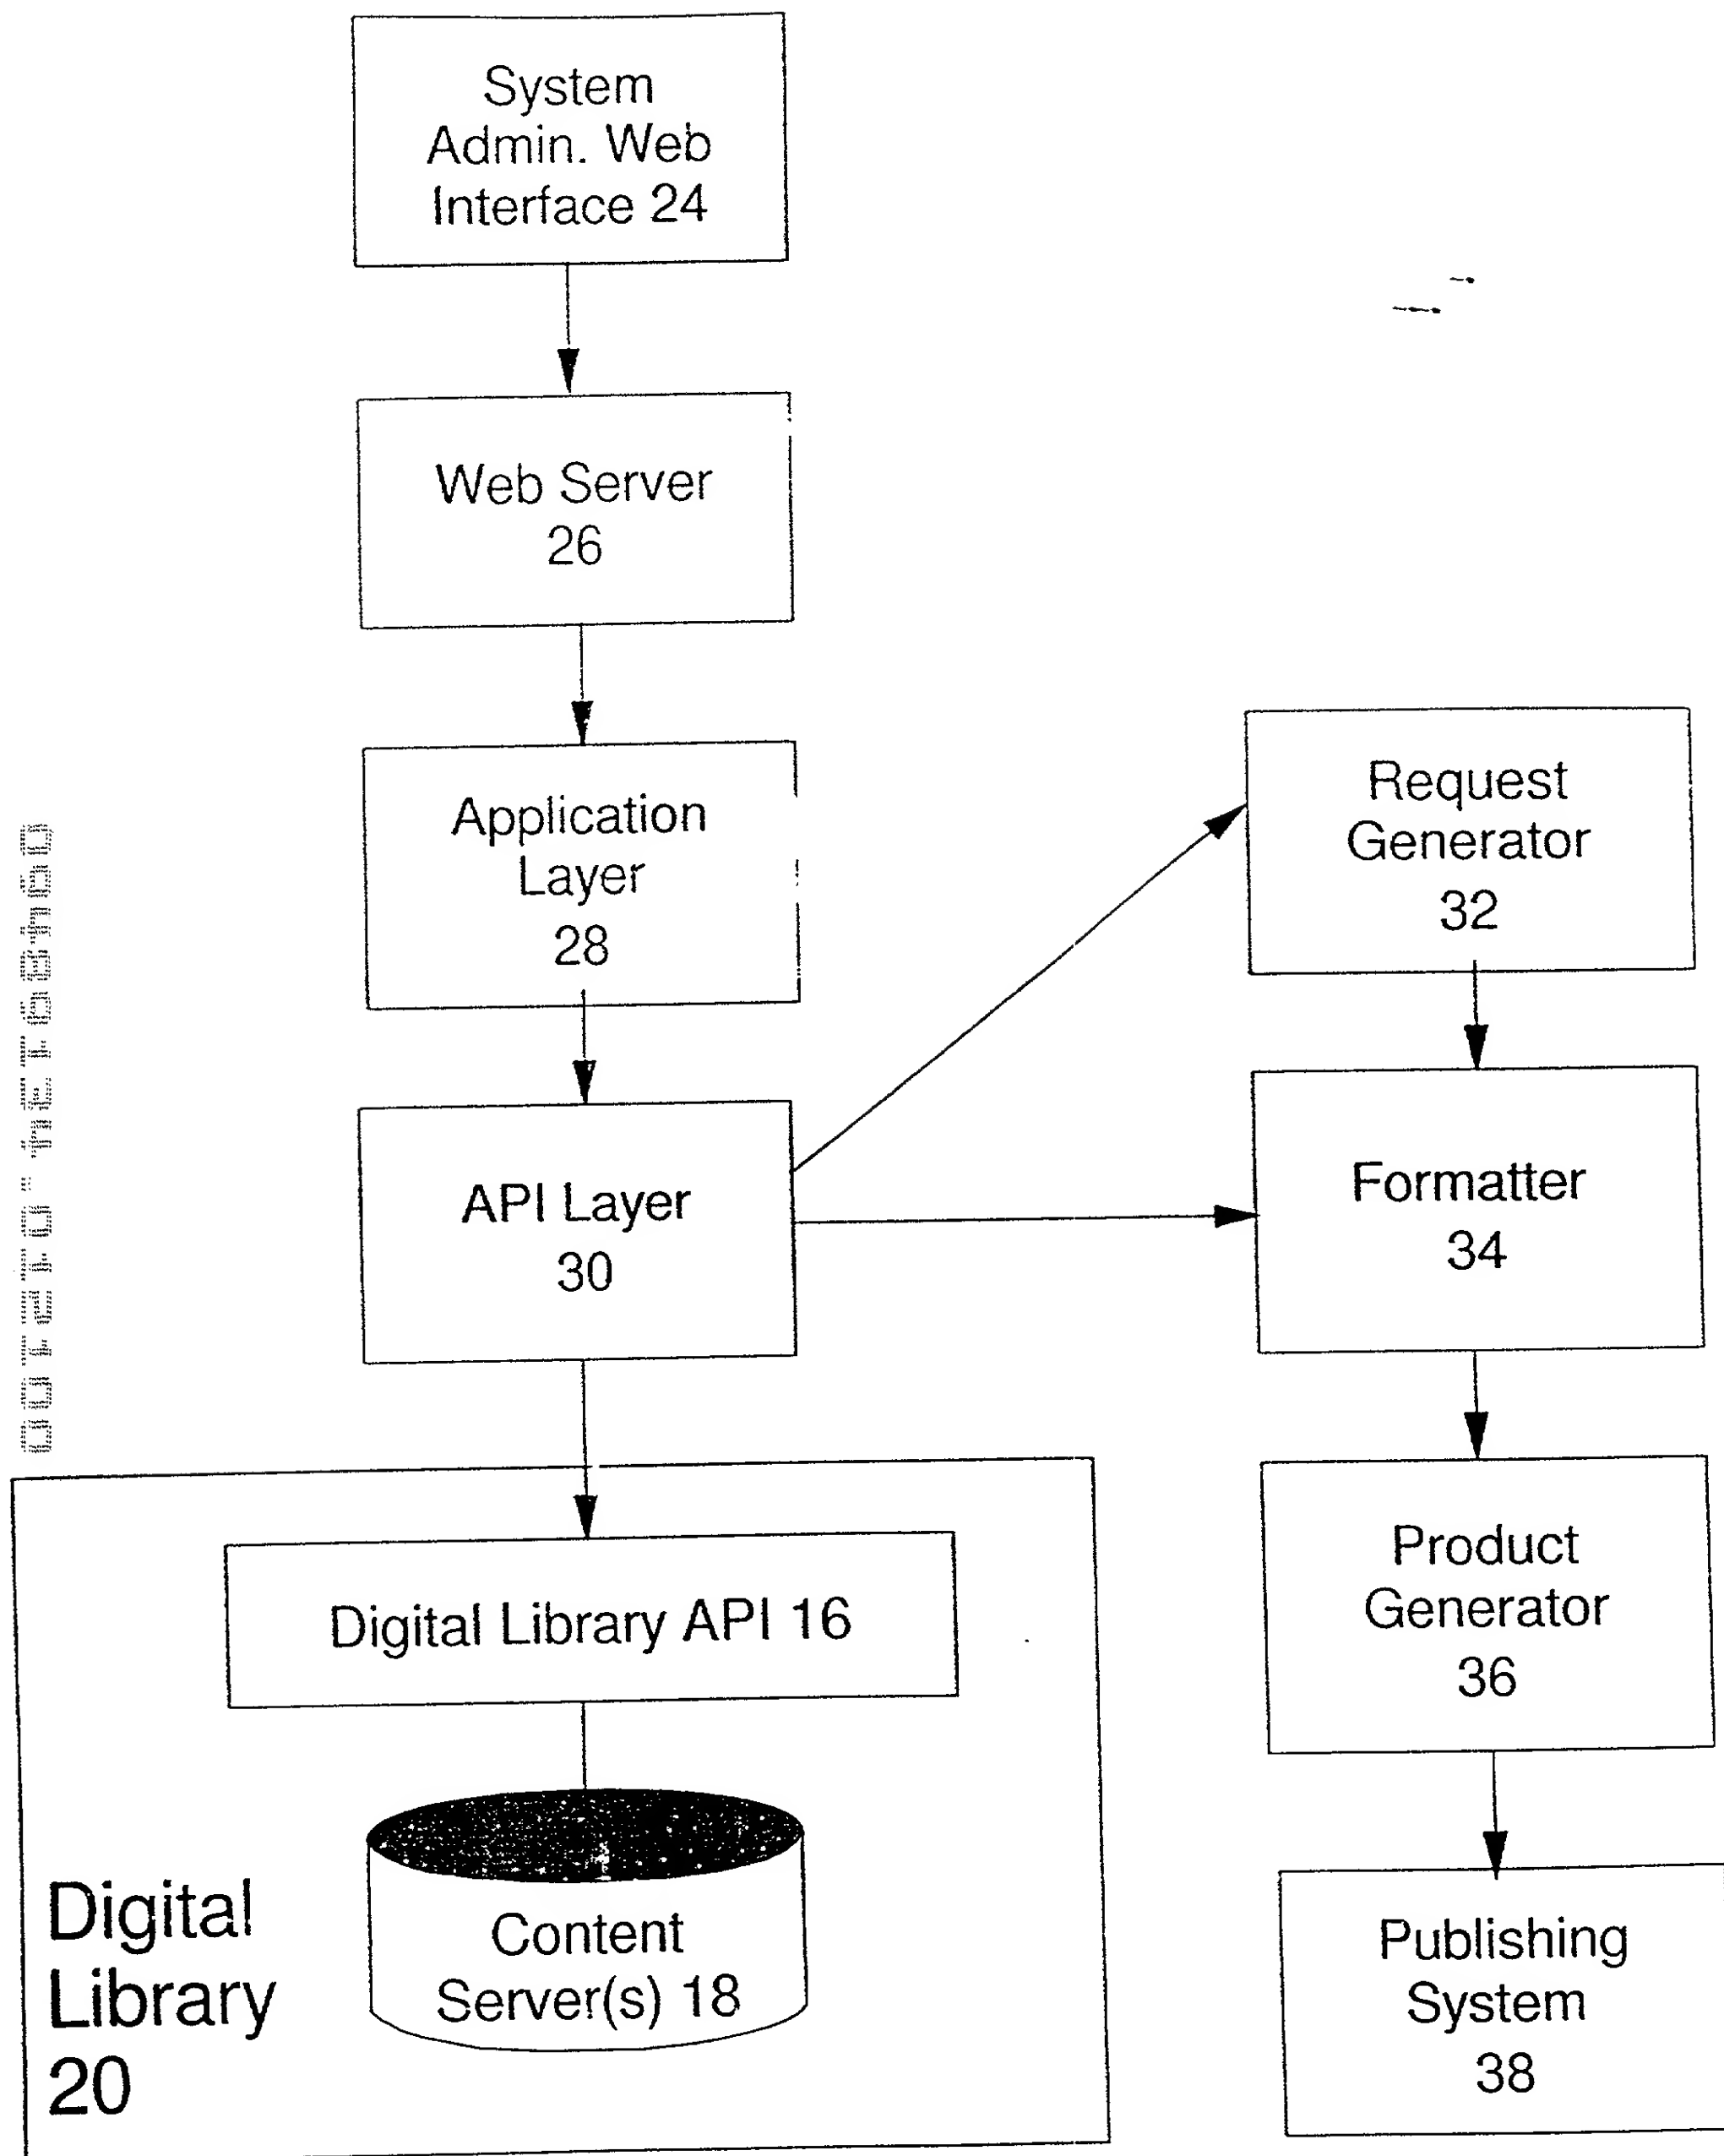 System
Admin. Web
Interface 24
Web Server
26
Application
Layer
28
API Layer
30
Request
Generator
32
Formatter
34
Product
Generator
36
Publishing
System
38
Digital Library API 16
Content
Server(s) 18
Digital
Library
20